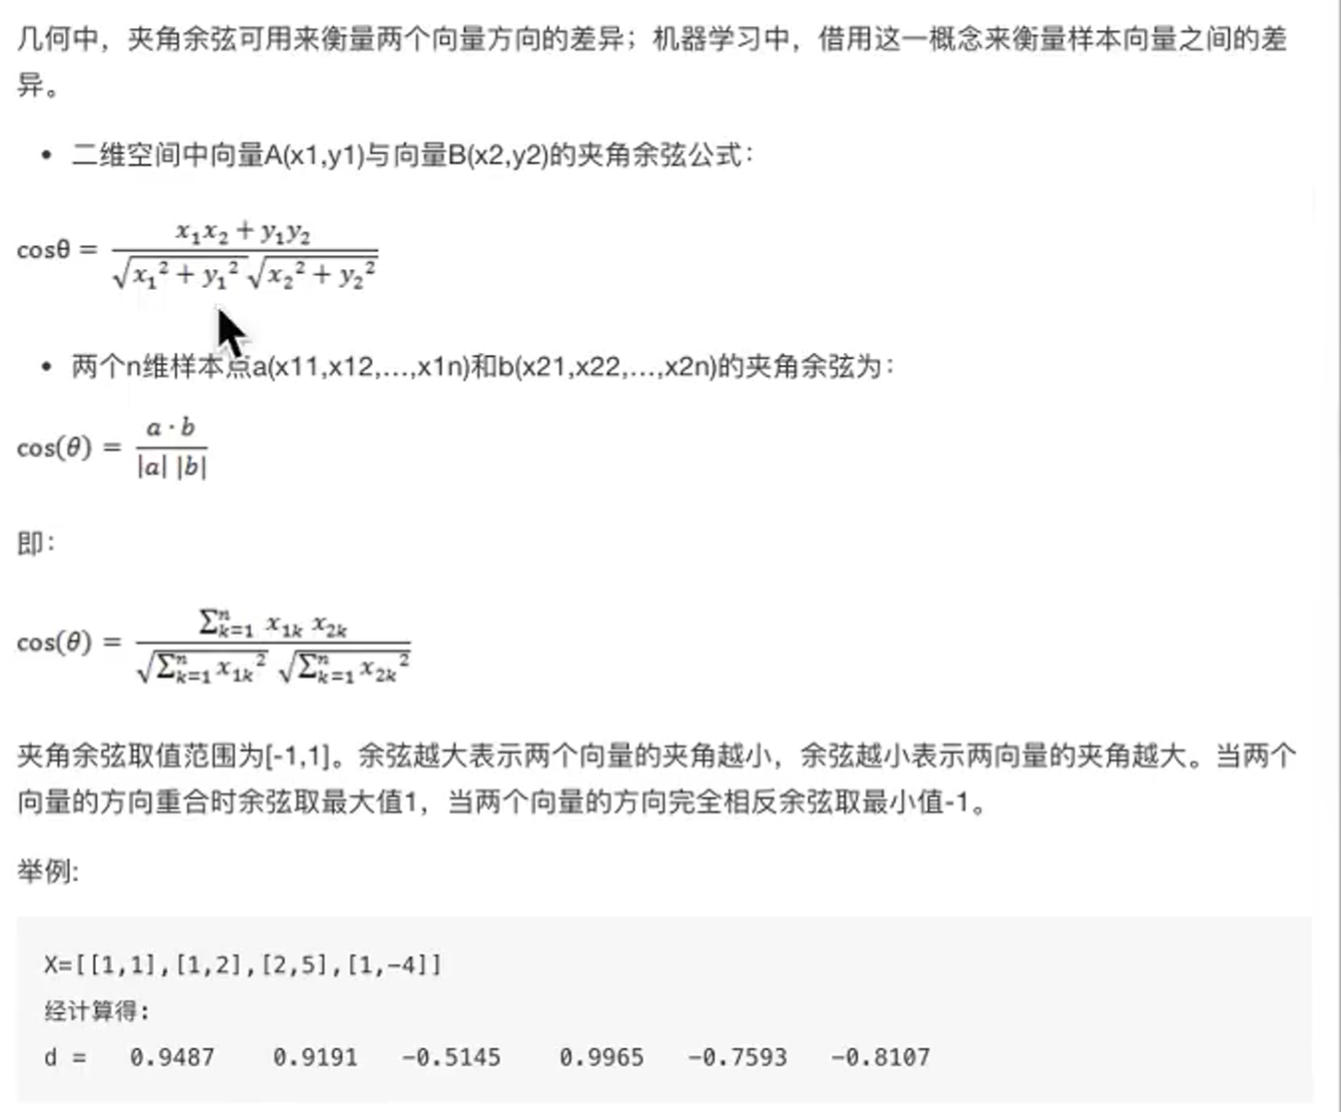 几何中，夹角余弦可用来衡量两个向量方向的差异；机器学习中，借用这一概念来衡量样本向量之间的差
异。
• 二维空间中向量A(x1,y1)与向量B(x2,y2)的夹角余弦公式：
cosθ = \frac{x_1x_2 + y_1y_2}{\sqrt{x_1^2 + y_1^2}\sqrt{x_2^2 + y_2^2}}
• 两个n维样本点a(x11,x12,…,x1n)和b(x21,x22,…,x2n)的夹角余弦为：
cos(θ) = \frac{a \cdot b}{|a| |b|}
即：
cos(θ) = \frac{\sum_{k=1}^{n} x_{1k} x_{2k}}{\sqrt{\sum_{k=1}^{n} x_{1k}^2} \sqrt{\sum_{k=1}^{n} x_{2k}^2}}
夹角余弦取值范围为[-1,1]。余弦越大表示两个向量的夹角越小，余弦越小表示两向量的夹角越大。当两个
向量的方向重合时余弦取最大值1，当两个向量的方向完全相反余弦取最小值-1。
举例:
X=[[1,1],[1,2],[2,5],[1,-4]]
经计算得:
d = 0.9487 0.9191 -0.5145 0.9965 -0.7593 -0.8107